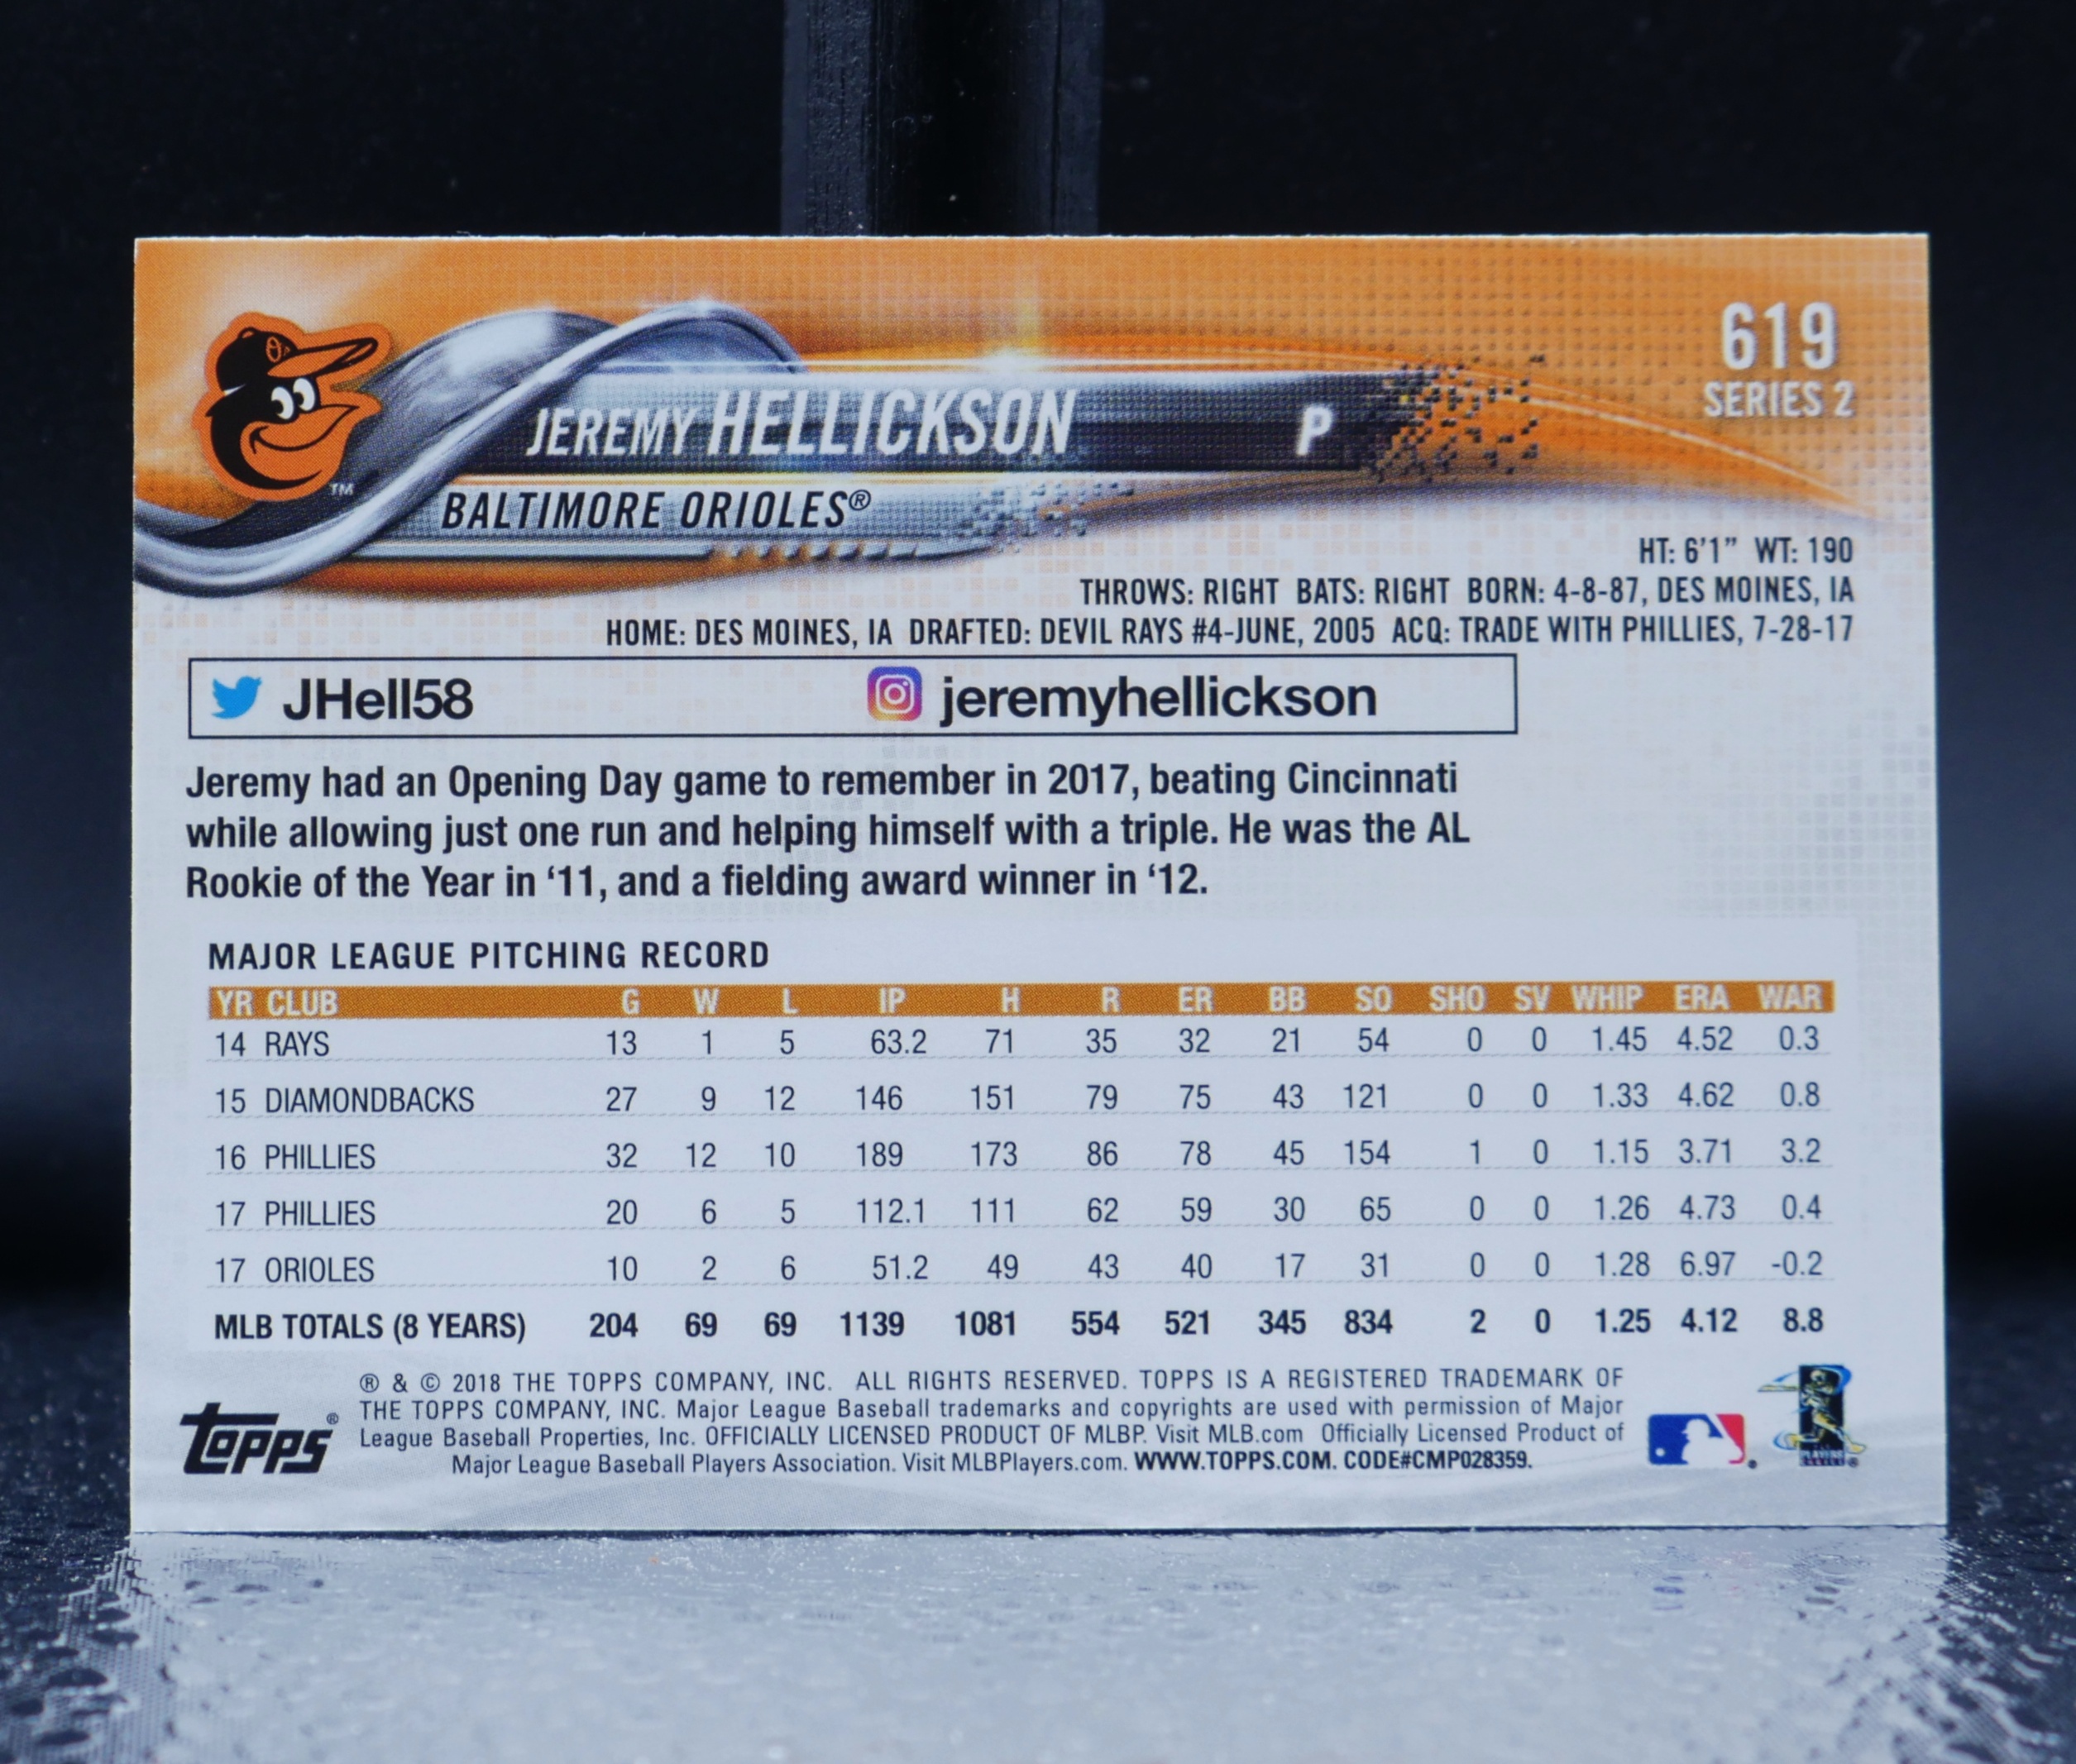 619
SERIES 2
JEREMY HELLICKSON P
TM
BALTIMORE ORIOLES®
HT: 6'1” WT: 190
THROWS: RIGHT BATS: RIGHT BORN: 4-8-87, DES MOINES, IA
HOME: DES MOINES, IA DRAFTED: DEVIL RAYS #4-JUNE, 2005 ACQ: TRADE WITH PHILLIES, 7-28-17
JHell58 jeremyhellickson
Jeremy had an Opening Day game to remember in 2017, beating Cincinnati
while allowing just one run and helping himself with a triple. He was the AL
Rookie of the Year in ‘11, and a fielding award winner in ‘12.
MAJOR LEAGUE PITCHING RECORD
YR CLUB G W L IP H R ER BB SO SHO SV WHIP ERA WAR
14 RAYS 13 1 5 63.2 71 35 32 21 54 0 0 1.45 4.52 0.3
15 DIAMONDBACKS 27 9 12 146 151 79 75 43 121 0 0 1.33 4.62 0.8
16 PHILLIES 32 12 10 189 173 86 78 45 154 1 0 1.15 3.71 3.2
17 PHILLIES 20 6 5 112.1 111 62 59 30 65 0 0 1.26 4.73 0.4
17 ORIOLES 10 2 6 51.2 49 43 40 17 31 0 0 1.28 6.97 -0.2
MLB TOTALS (8 YEARS) 204 69 69 1139 1081 554 521 345 834 2 0 1.25 4.12 8.8
® & © 2018 THE TOPPS COMPANY, INC. ALL RIGHTS RESERVED. TOPPS IS A REGISTERED TRADEMARK OF
THE TOPPS COMPANY, INC. Major League Baseball trademarks and copyrights are used with permission of Major
League Baseball Properties, Inc. OFFICIALLY LICENSED PRODUCT OF MLBP. Visit MLB.com Officially Licensed Product of
Major League Baseball Players Association. Visit MLBPlayers.com. WWW.TOPPS.COM. CODE#CMP028359.
topps®
PLAYERS
CHOICE ®